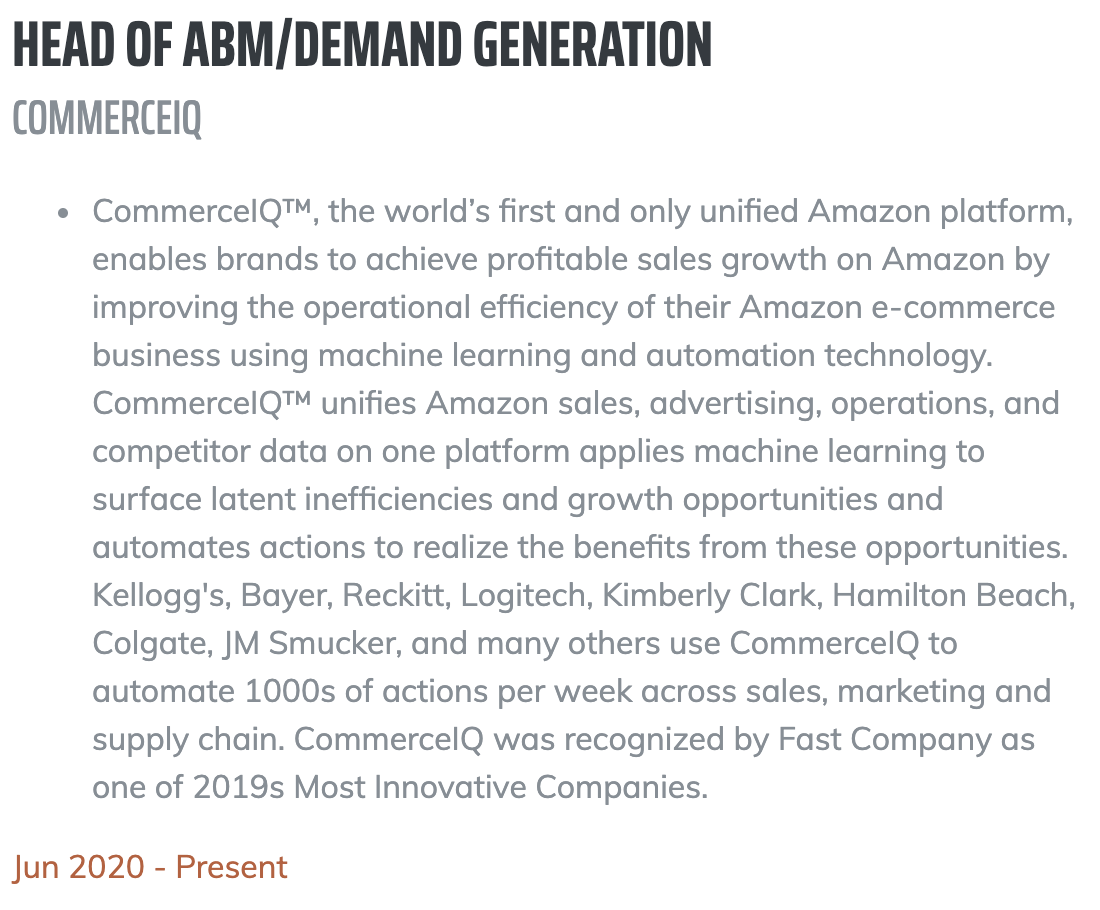 HEAD OF ABM/DEMAND GENERATION
COMMERCEIQ
• CommerceIQ™, the world’s first and only unified Amazon platform,
enables brands to achieve profitable sales growth on Amazon by
improving the operational efficiency of their Amazon e-commerce
business using machine learning and automation technology.
CommerceIQ™ unifies Amazon sales, advertising, operations, and
competitor data on one platform applies machine learning to
surface latent inefficiencies and growth opportunities and
automates actions to realize the benefits from these opportunities.
Kellogg's, Bayer, Reckitt, Logitech, Kimberly Clark, Hamilton Beach,
Colgate, JM Smucker, and many others use CommerceIQ to
automate 1000s of actions per week across sales, marketing and
supply chain. CommerceIQ was recognized by Fast Company as
one of 2019s Most Innovative Companies.
Jun 2020 - Present